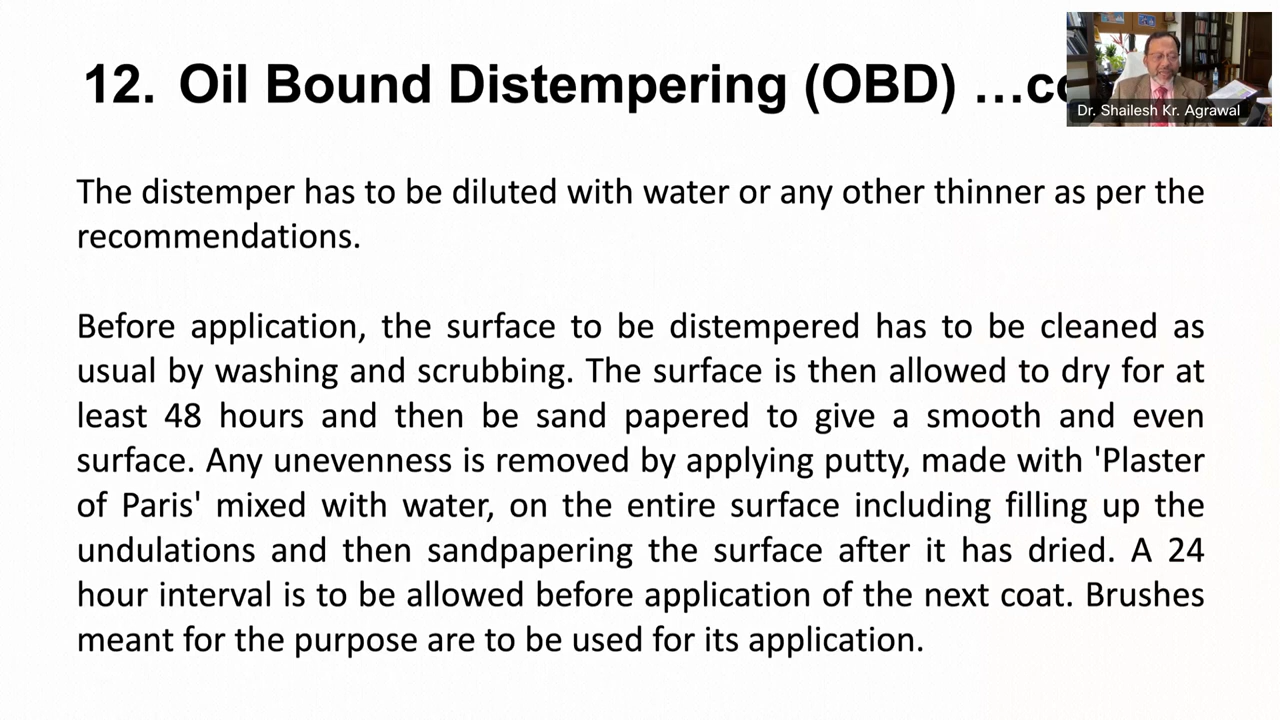 12. Oil Bound Distempering (OBD) …co
Dr. Shailesh Kr. Agrawal
The distemper has to be diluted with water or any other thinner as per the
recommendations.
Before application, the surface to be distempered has to be cleaned as
usual by washing and scrubbing. The surface is then allowed to dry for at
least 48 hours and then be sand papered to give a smooth and even
surface. Any unevenness is removed by applying putty, made with 'Plaster
of Paris' mixed with water, on the entire surface including filling up the
undulations and then sandpapering the surface after it has dried. A 24
hour interval is to be allowed before application of the next coat. Brushes
meant for the purpose are to be used for its application.